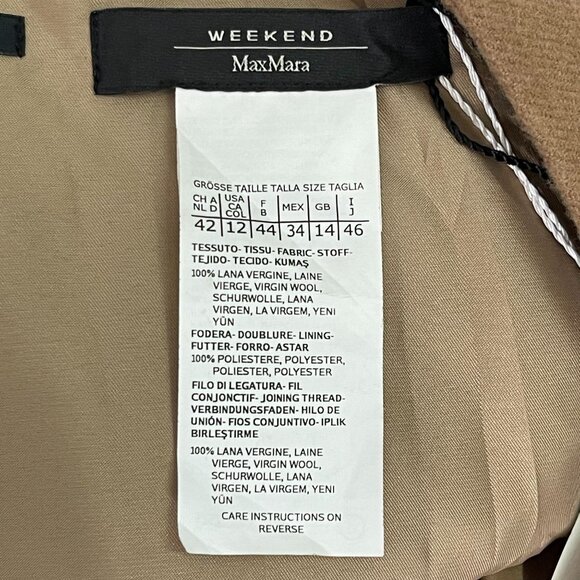 WEEKEND
MaxMara
GRÖSSE TAILLE TALLA SIZE TAGLIA
CH A NL D USA CA COL F B MEX GB I J
42 12 44 34 14 46
TESSUTO- TISSU- FABRIC- STOFF-
TEJIDO- TECIDO- KUMAŞ
100% LANA VERGINE, LAINE
VIERGE, VIRGIN WOOL,
SCHURWOLLE, LANA
VIRGEN, LA VIRGEM, YENI
YÜN
FODERA- DOUBLURE- LINING-
FUTTER- FORRO- ASTAR
100% POLIESTERE, POLYESTER,
POLIESTER, POLYESTER
FILO DI LEGATURA- FIL
CONJONCTIF- JOINING THREAD-
VERBINDUNGSFADEN- HILO DE
UNIÓN- FIOS CONJUNTIVO- IPLIK
BIRLEŞTIRME
100% LANA VERGINE, LAINE
VIERGE, VIRGIN WOOL,
SCHURWOLLE, LANA
VIRGEN, LA VIRGEM, YENI
YÜN
CARE INSTRUCTIONS ON
REVERSE